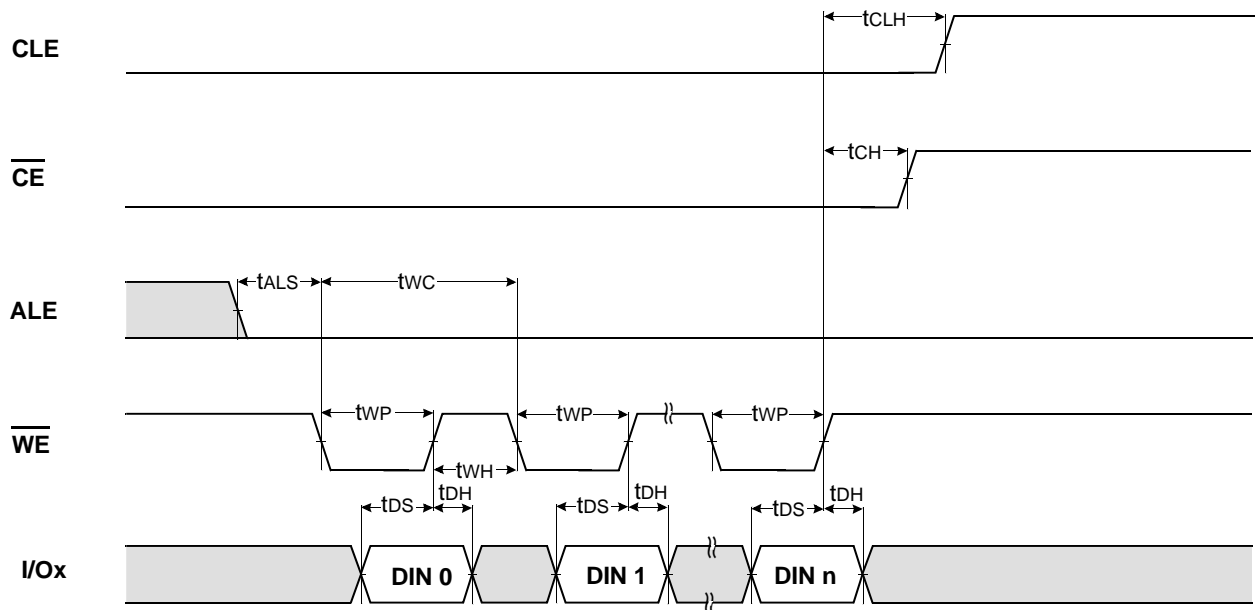 CLE
tCLH
CE
tCH
ALE
tALS
tWC
WE
tWP
tWP
tWP
tWH
tDS
tDH
tDS
tDH
tDS
tDH
I/Ox
DIN 0
DIN 1
DIN n